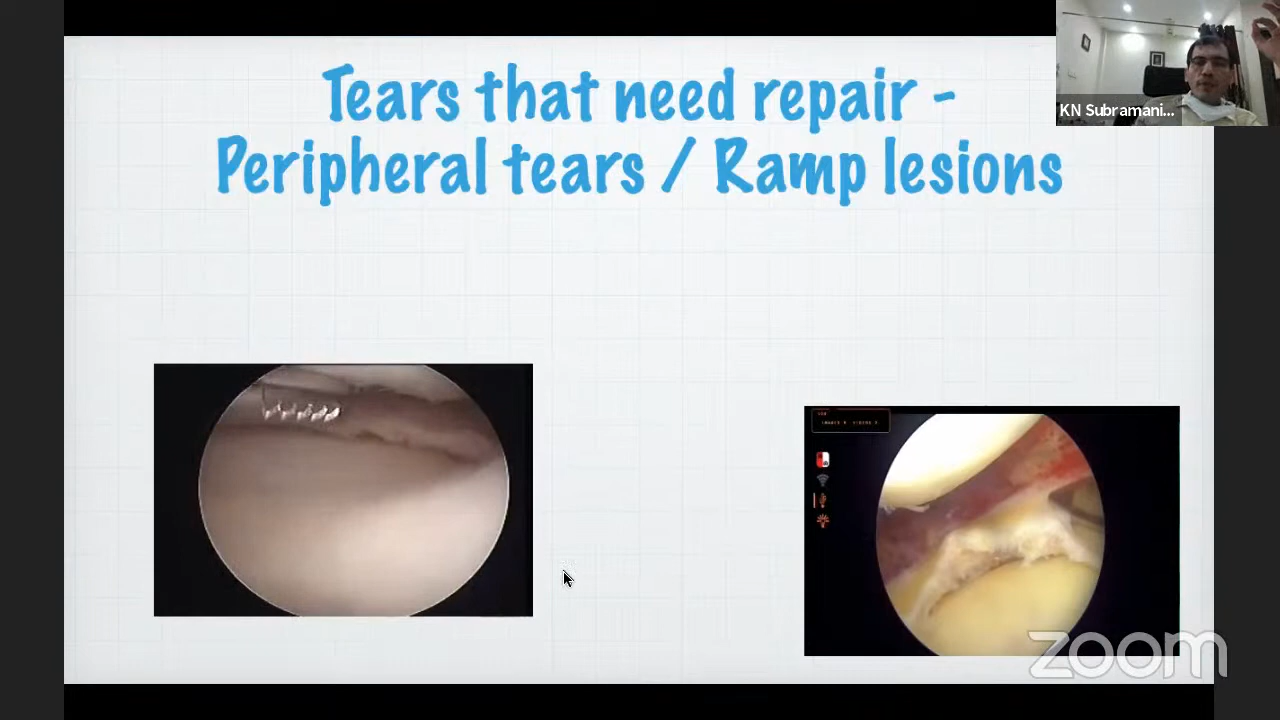 Tears that need repair -
Peripheral tears / Ramp lesions
KN Subramani...
zoom